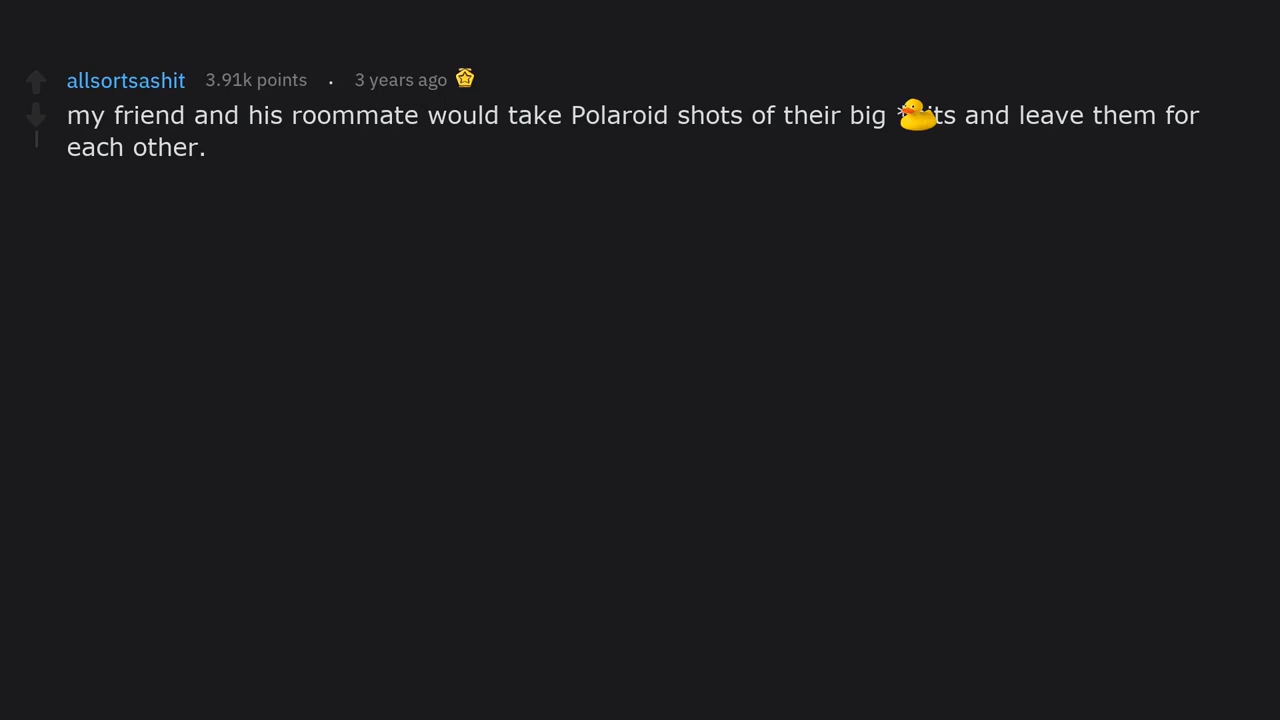 allsortsashit 3.91k points . 3 years ago
my friend and his roommate would take Polaroid shots of their big and leave them for
each other.